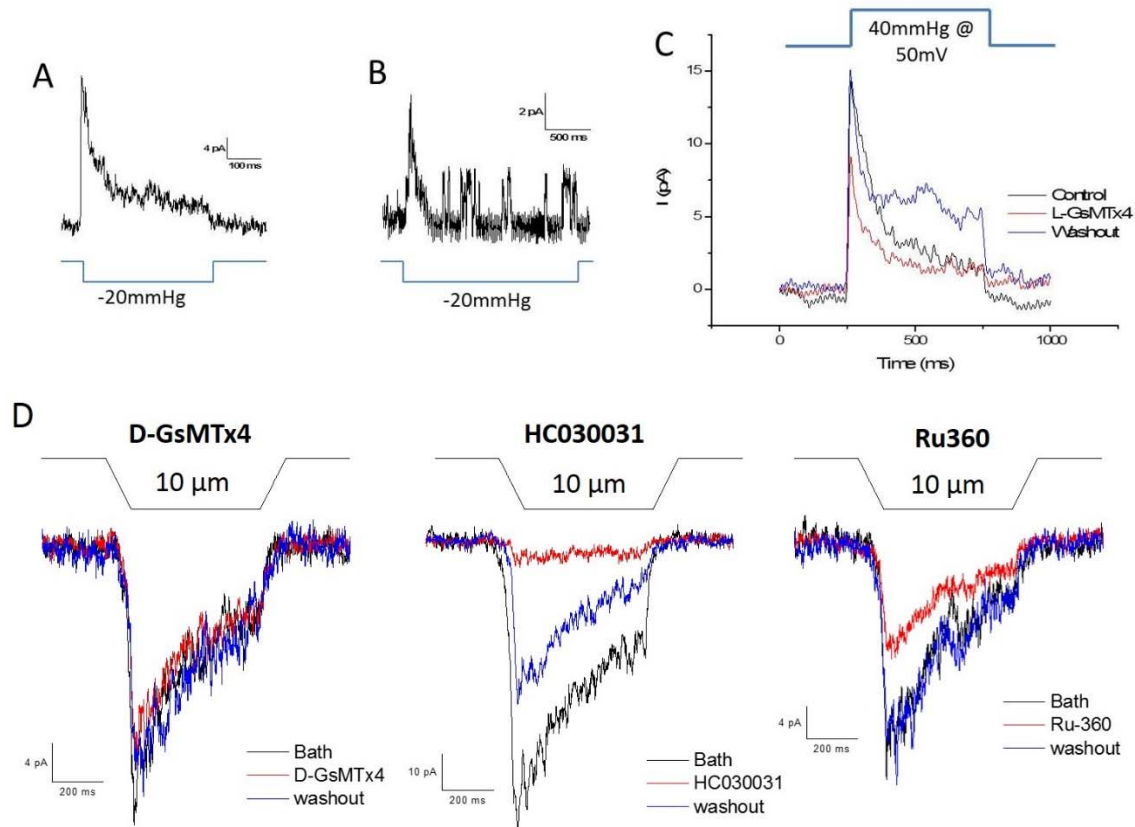 A
4 pA
100 ms
-20mmHg
B
2 pA
500 ms
-20mmHg
C
40mmHg @
50mV
15
10
5
0
I (pA)
0
500
1000
Time (ms)
Control
L-GsMTx4
Washout
D
D-GsMTx4
10 µm
4 pA
200 ms
Bath
D-GsMTx4
washout
HC030031
10 µm
10 pA
200 ms
Bath
HC030031
washout
Ru360
10 µm
4 pA
200 ms
Bath
Ru-360
washout